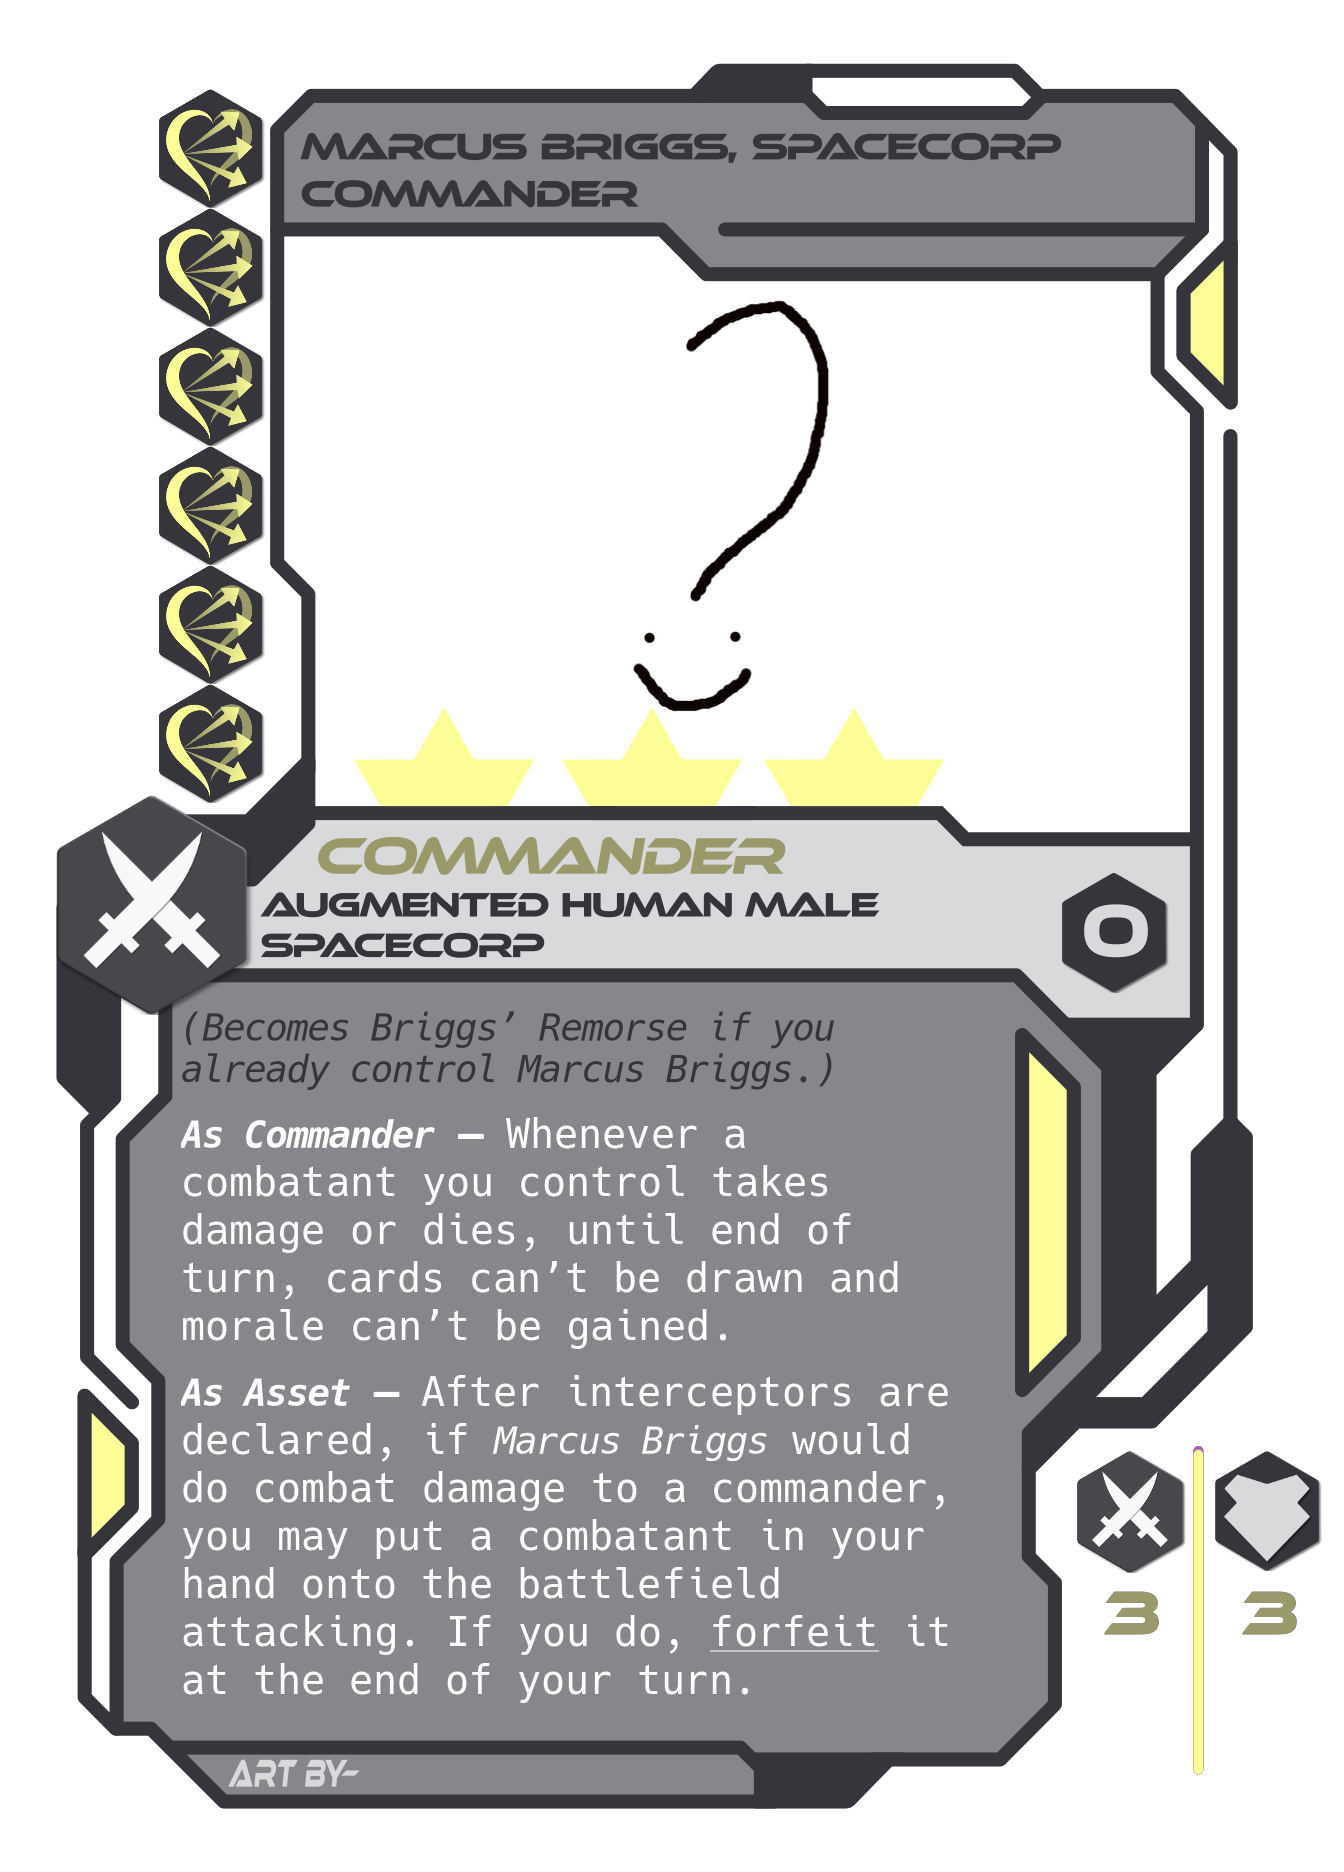 MARCUS BRIGGS, SPACECORP
COMMANDER
COMMANDER
AUGMENTED HUMAN MALE
SPACECORP
0
(Becomes Briggs’ Remorse if you
already control Marcus Briggs.)
As Commander — Whenever a
combatant you control takes
damage or dies, until end of
turn, cards can’t be drawn and
morale can’t be gained.
As Asset — After interceptors are
declared, if Marcus Briggs would
do combat damage to a commander,
you may put a combatant in your
hand onto the battlefield
attacking. If you do, forfeit it
at the end of your turn.
3 3
ART BY-